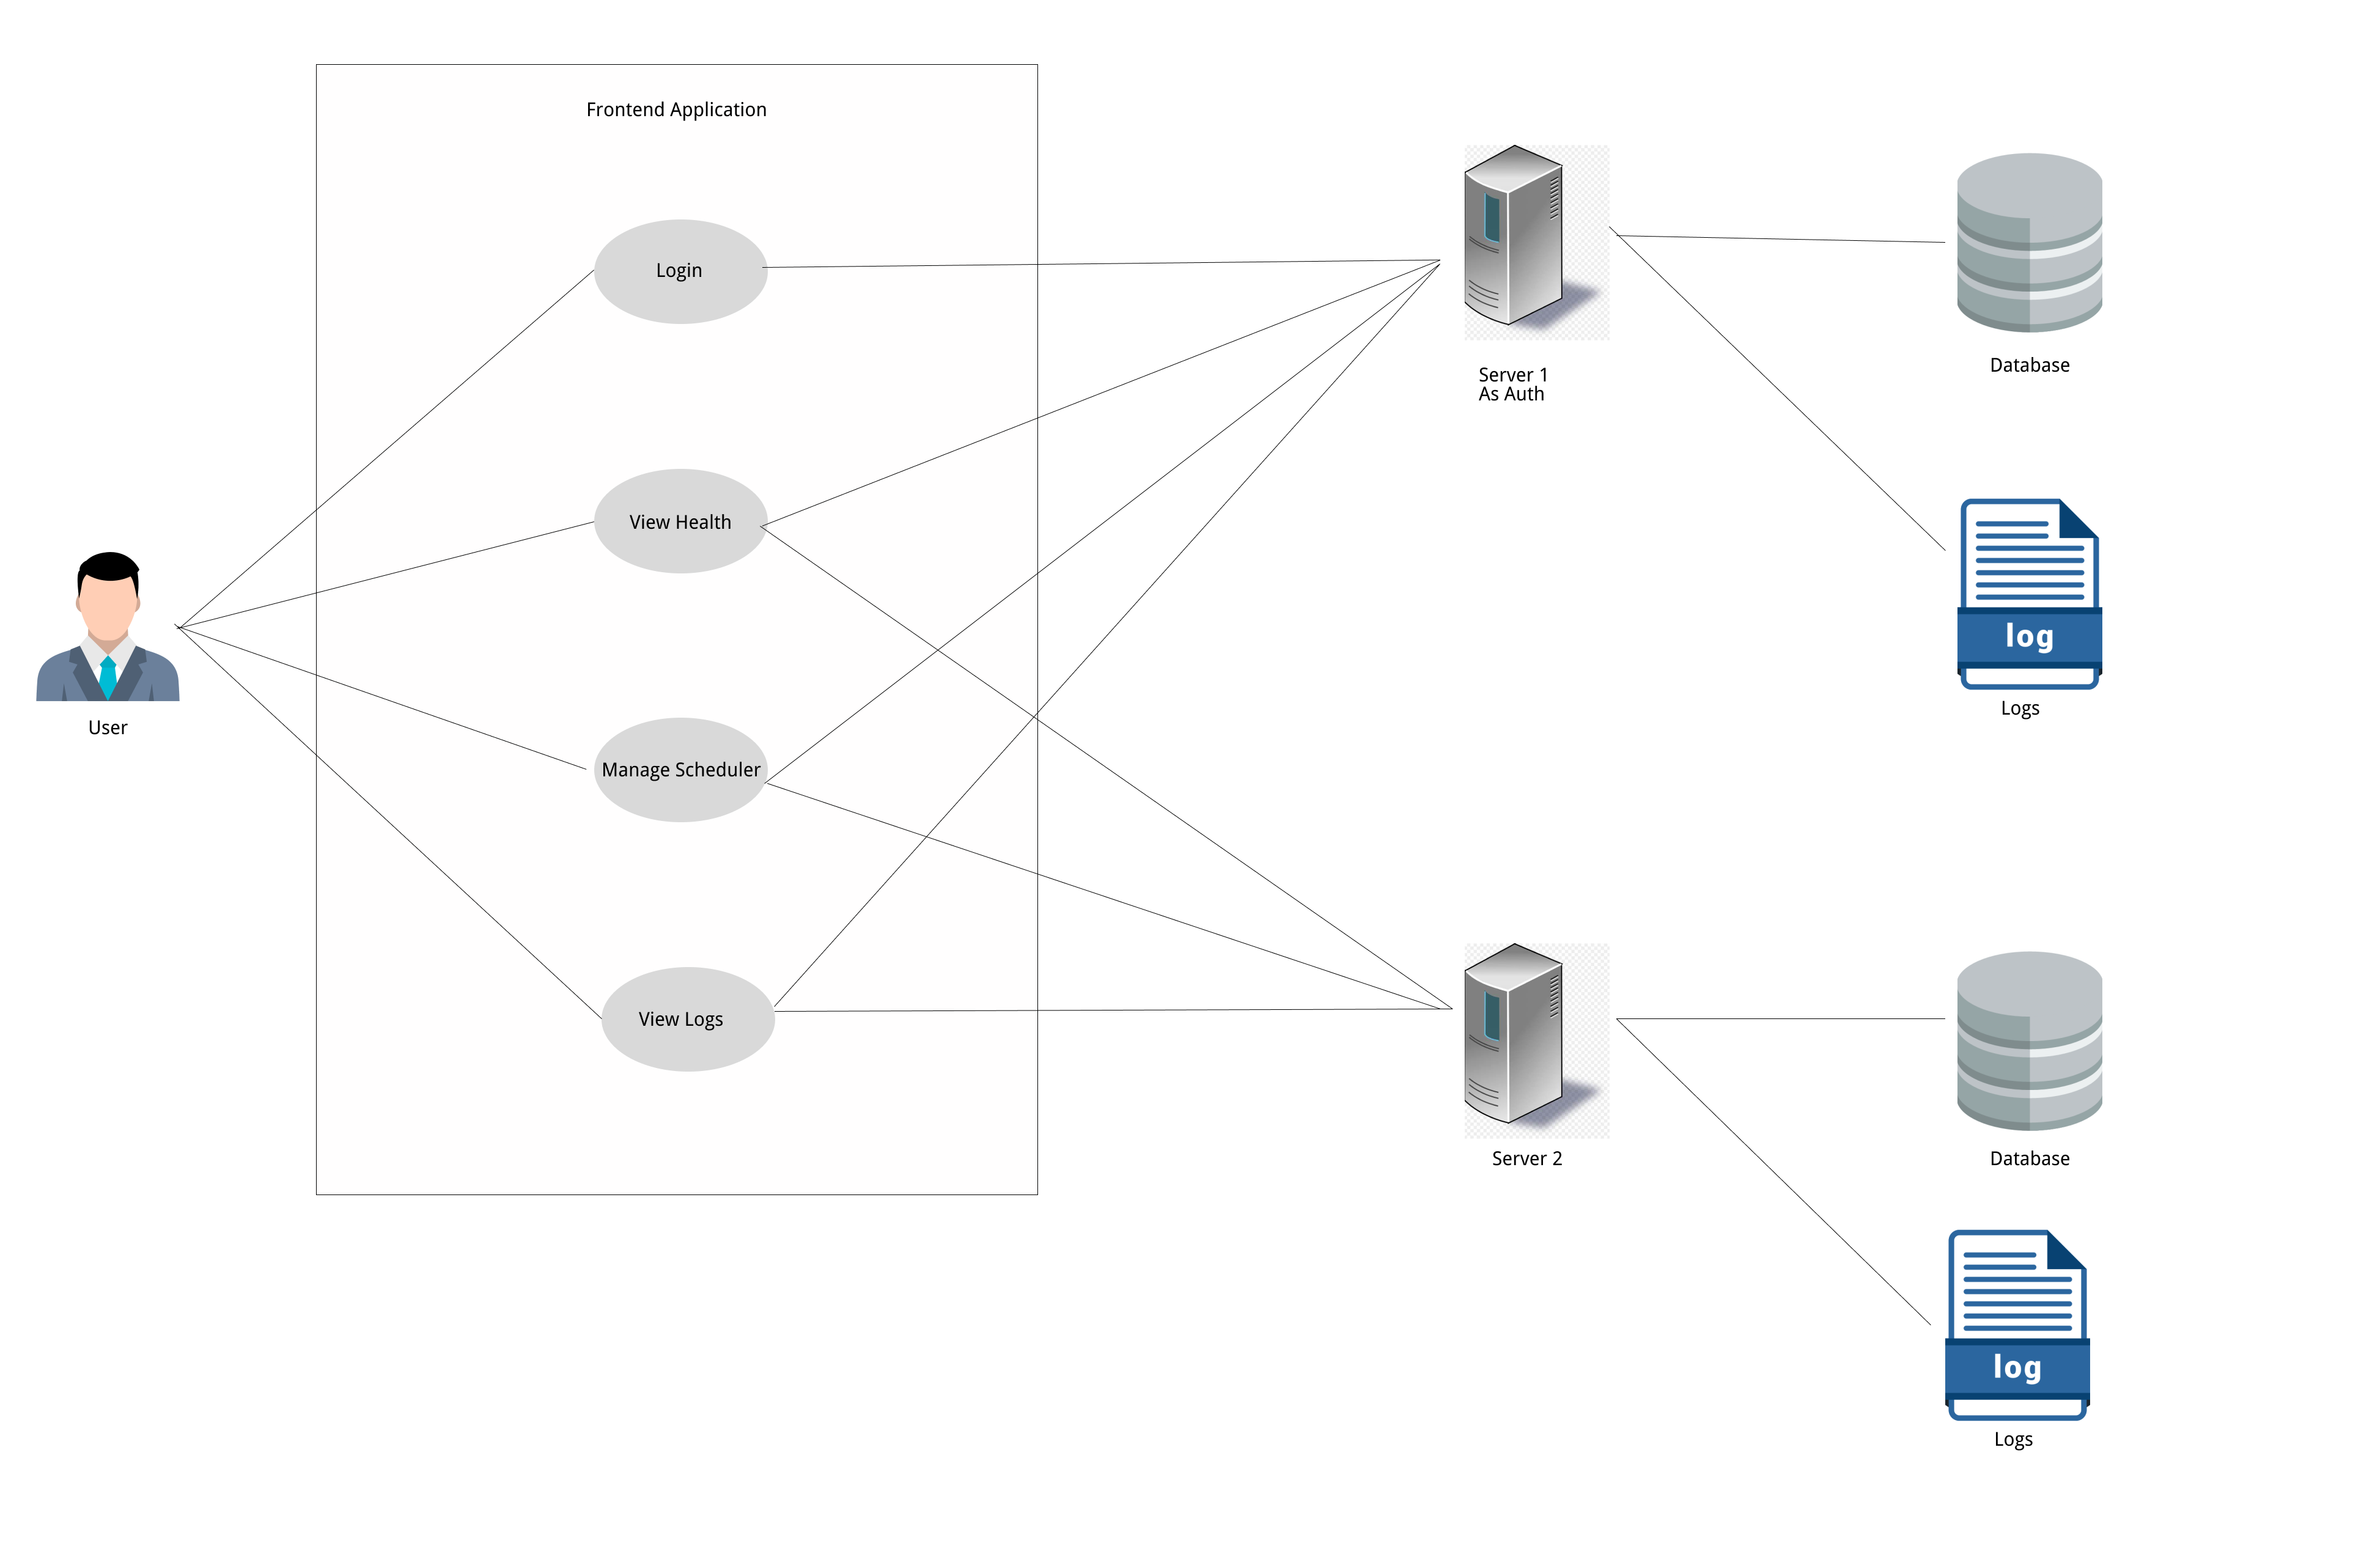 Frontend Application
Login
View Health
Manage Scheduler
View Logs
User
Server 1
As Auth
Database
log
Logs
Server 2
Database
log
Logs